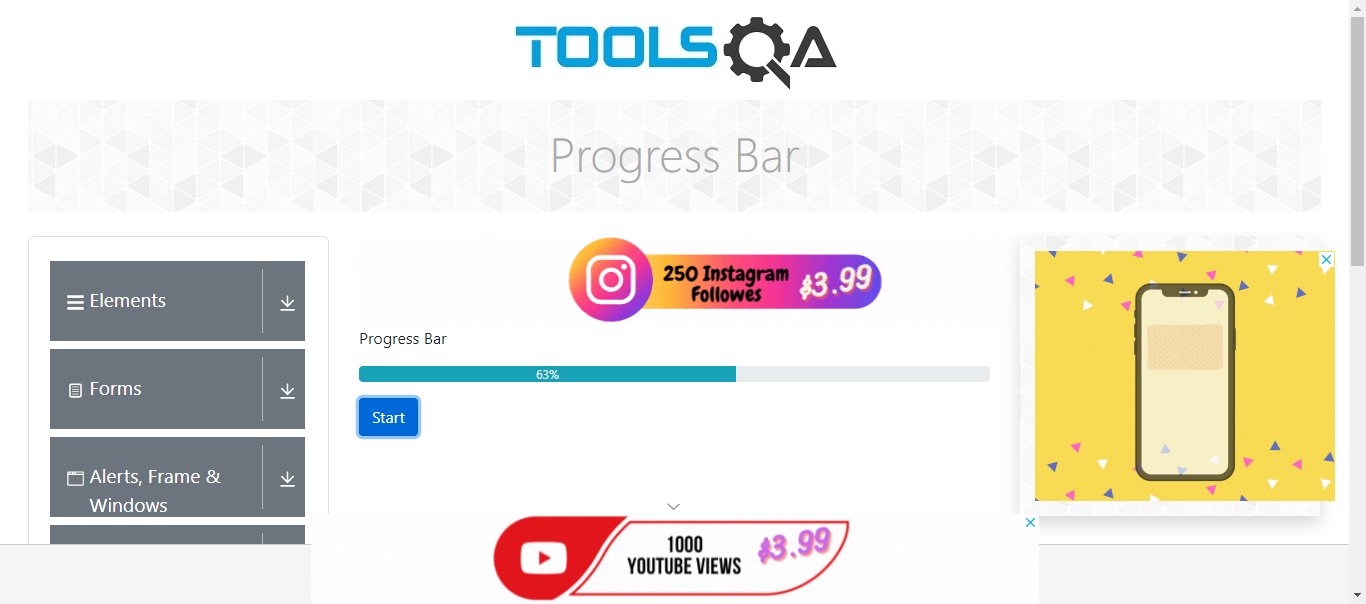 TOOLSQA
Progress Bar
Elements
Forms
Alerts, Frame &
Windows
250 Instagram
Followes
$3.99
Progress Bar
63%
Start
1000
YOUTUBE VIEWS
$3.99